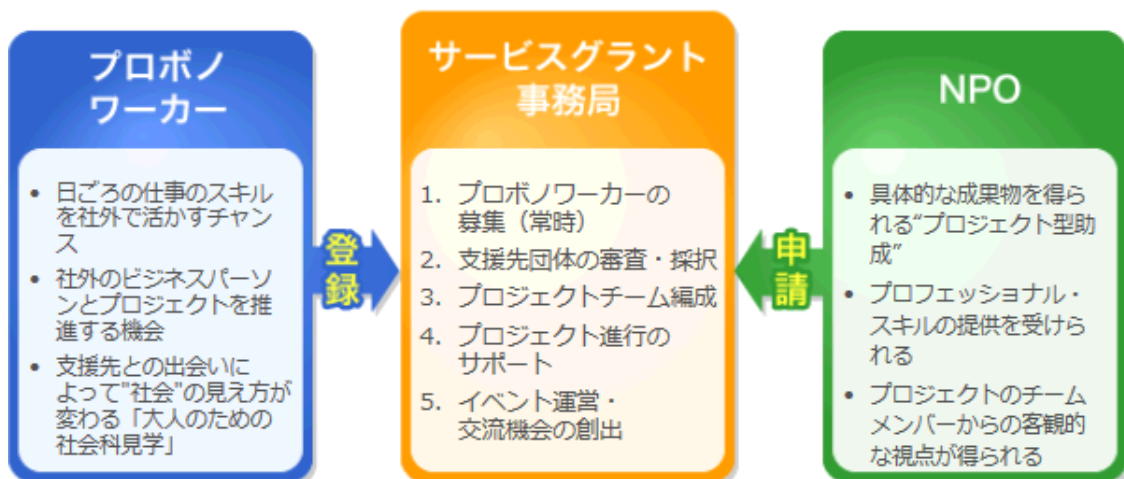 プロボノ
ワーカー
• 日ごろの仕事のスキル
を社外で活かすチャン
ス
• 社外のビジネスパーソ
ンとプロジェクトを推
進する機会
• 支援先との出会いに
よって"社会"の見え方が
変わる「大人のための
社会科見学」
登録
サービスグラント
事務局
1. プロボノワーカーの
募集（常時）
2. 支援先団体の審査・採択
3. プロジェクトチーム編成
4. プロジェクト進行の
サポート
5. イベント運営・
交流機会の創出
申請
NPO
• 具体的な成果物を得ら
れる“プロジェクト型助
成”
• プロフェッショナル・
スキルの提供を受けら
れる
• プロジェクトのチーム
メンバーからの客観的
な視点が得られる